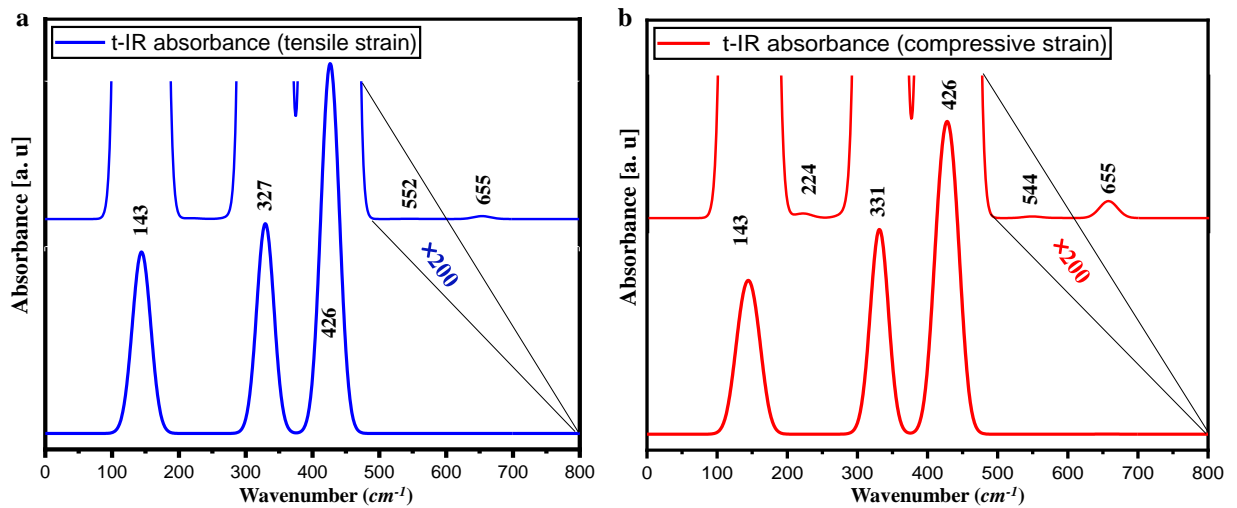 a
t-IR absorbance (tensile strain)
Absorbance [a. u]
143
327
426
552
655
×200
0 100 200 300 400 500 600 700 800
Wavenumber (cm-1)
b
t-IR absorbance (compressive strain)
Absorbance [a. u]
143
224
331
426
544
655
×200
0 100 200 300 400 500 600 700 800
Wavenumber (cm-1)